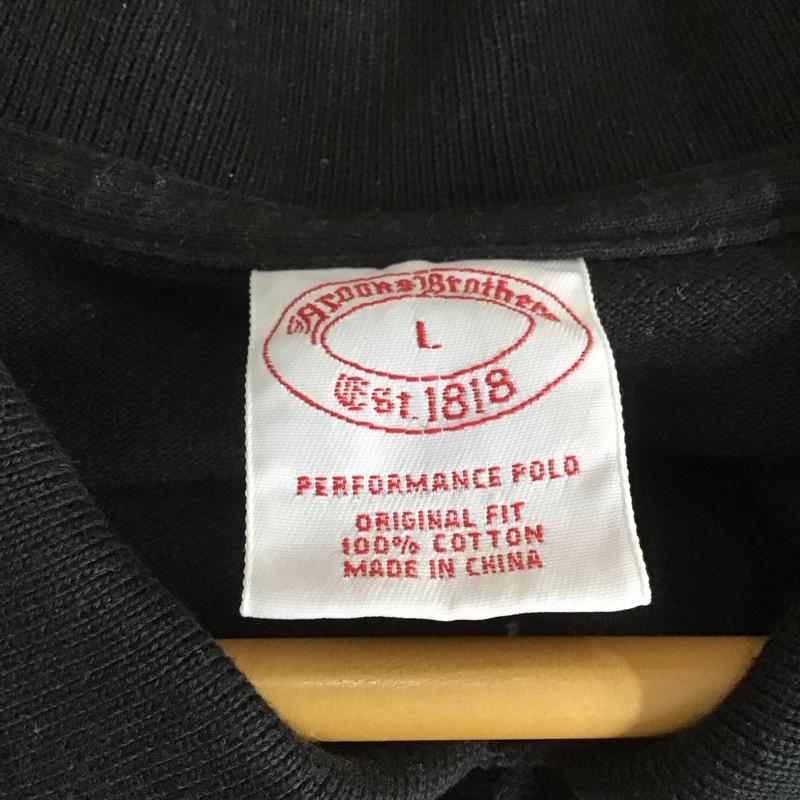 Brooks Brothers
L
Est. 1818
PERFORMANCE POLO
ORIGINAL FIT
100% COTTON
MADE IN CHINA